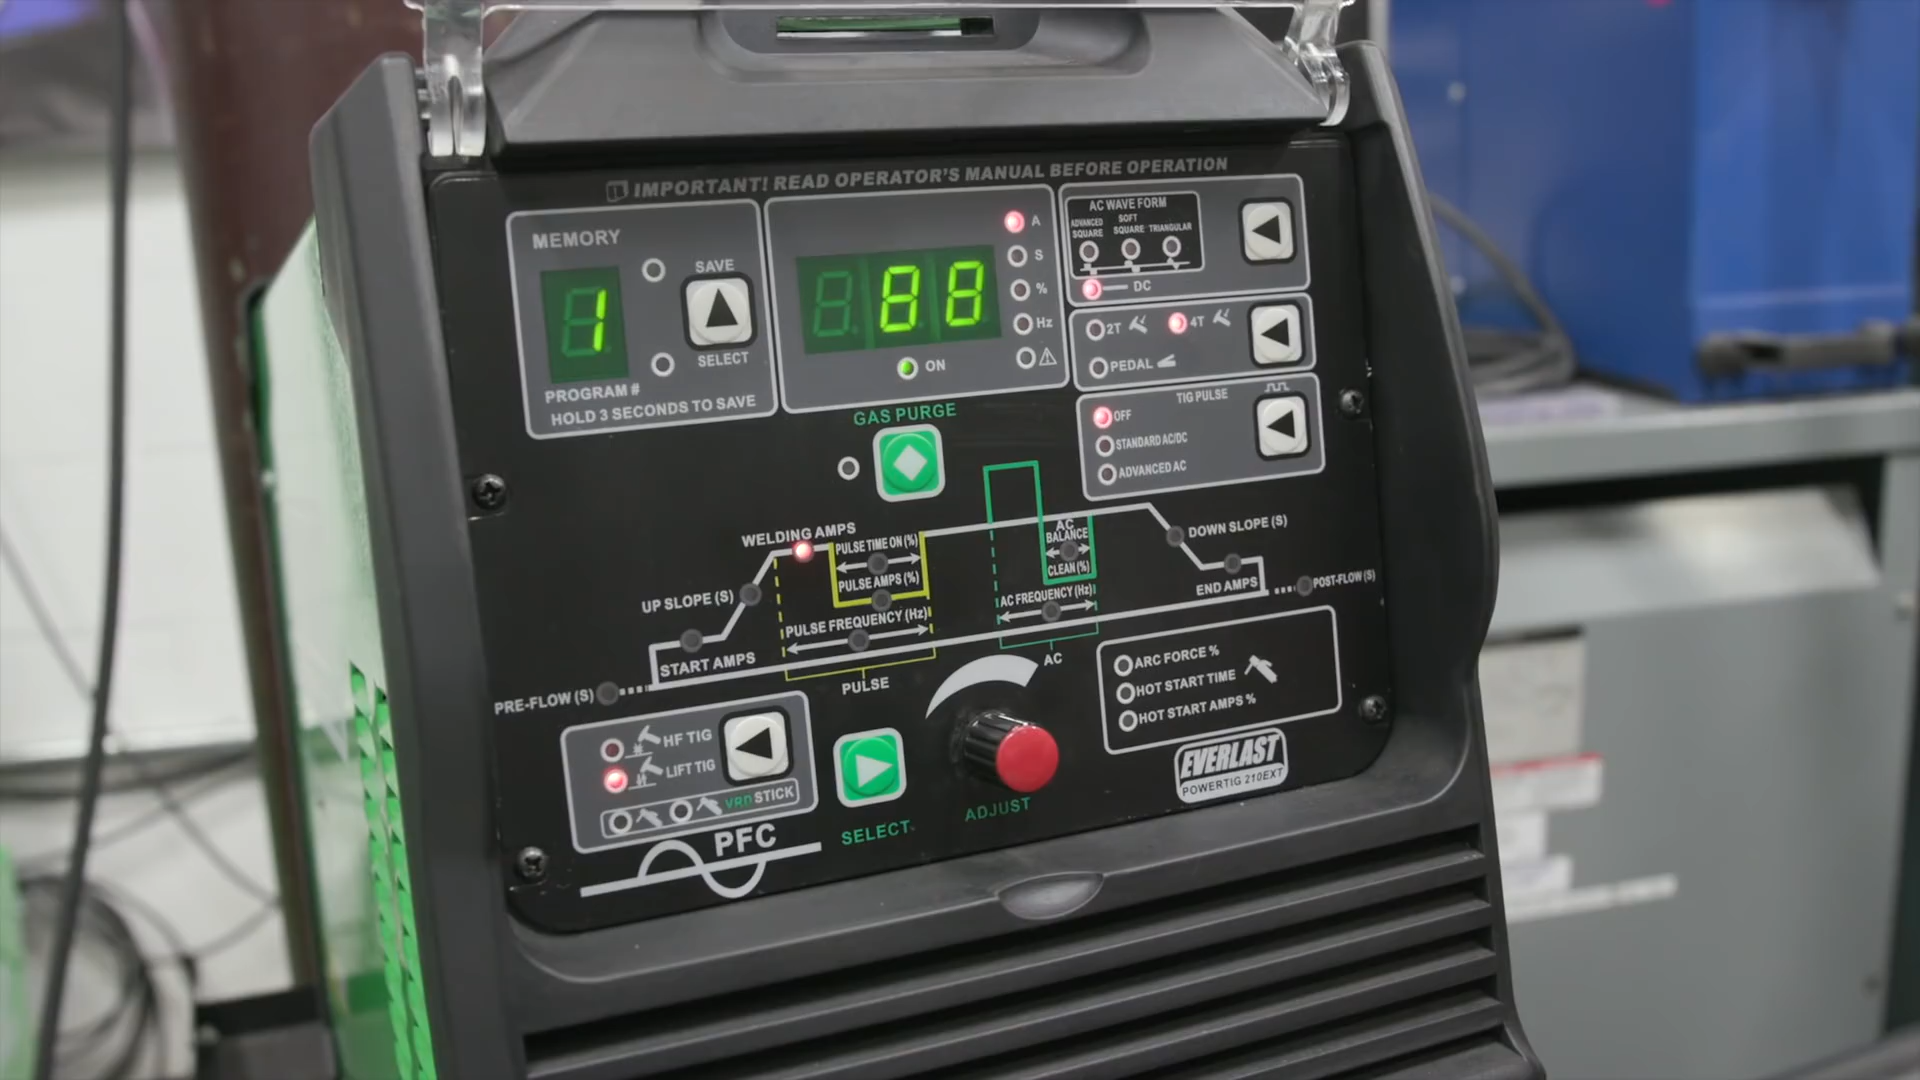 IMPORTANT! READ OPERATOR'S MANUAL BEFORE OPERATION
MEMORY
SAVE
1
SELECT
PROGRAM #
HOLD 3 SECONDS TO SAVE
88
A
S
%
Hz
ON
AC WAVE FORM
ADVANCED SQUARE
SOFT SQUARE
TRIANGULAR
DC
2T
4T
PEDAL
TIG PULSE
OFF
STANDARD AC/DC
ADVANCED AC
GAS PURGE
WELDING AMPS
PULSE TIME ON (%)
PULSE AMPS (%)
PULSE FREQUENCY (Hz)
PULSE
UP SLOPE (S)
START AMPS
PRE-FLOW (S)
AC
BALANCE
CLEAN (%)
AC FREQUENCY (Hz)
AC
DOWN SLOPE (S)
END AMPS
POST-FLOW (S)
HF TIG
LIFT TIG
VRD STICK
PFC
SELECT
ADJUST
ARC FORCE %
HOT START TIME
HOT START AMPS %
EVERLAST
POWERTIG 210EXT